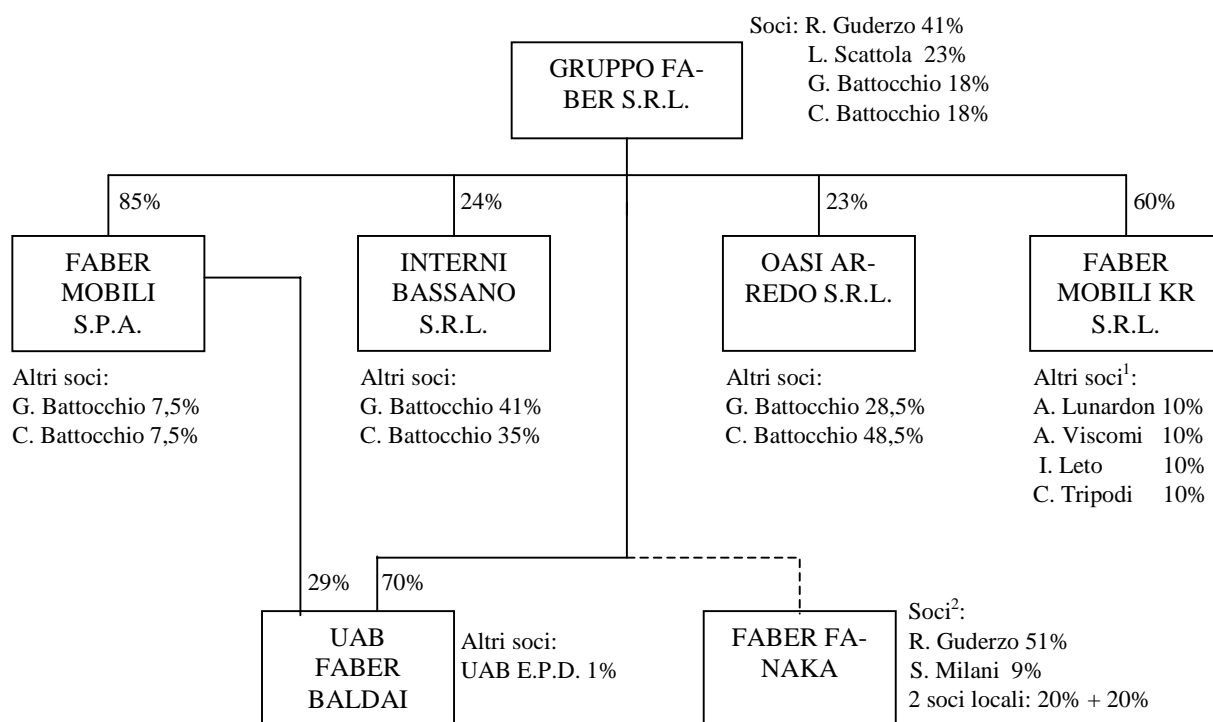 Soci: R. Guderzo 41%
L. Scattola 23%
G. Battocchio 18%
C. Battocchio 18%
GRUPPO FA-
BER S.R.L.
85%
24%
23%
60%
FABER
MOBILI
S.P.A.
INTERNI
BASSANO
S.R.L.
OASI AR-
REDO S.R.L.
FABER
MOBILI KR
S.R.L.
Altri soci:
G. Battocchio 7,5%
C. Battocchio 7,5%
Altri soci:
G. Battocchio 41%
C. Battocchio 35%
Altri soci:
G. Battocchio 28,5%
C. Battocchio 48,5%
Altri soci¹:
A. Lunardon 10%
A. Viscomi 10%
I. Leto 10%
C. Tripodi 10%
29%
70%
UAB
FABER
BALDAI
Altri soci:
UAB E.P.D. 1%
FABER FA-
NAKA
Soci²:
R. Guderzo 51%
S. Milani 9%
2 soci locali: 20% + 20%